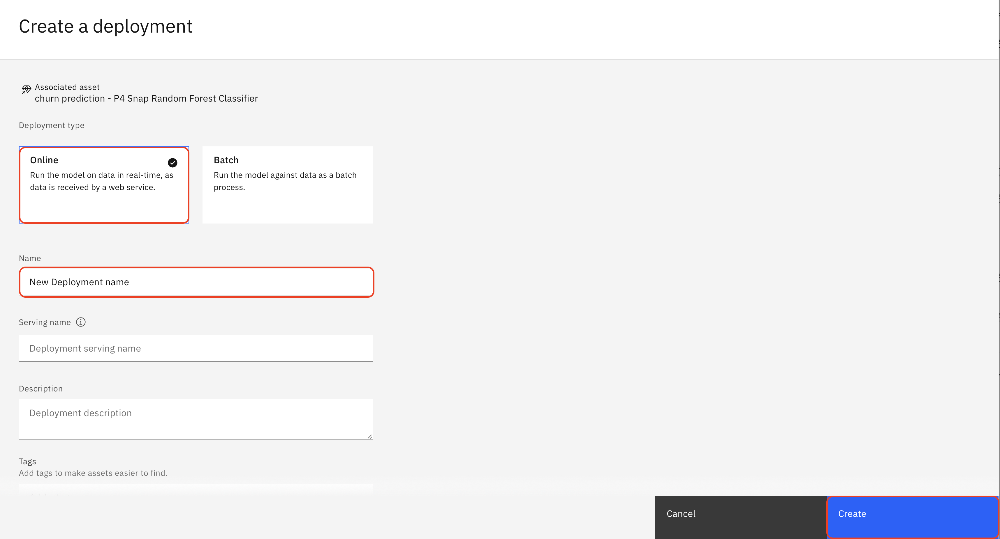 Create a deployment
Associated asset
churn prediction - P4 Snap Random Forest Classifier
Deployment type
Online
Run the model on data in real-time, as
data is received by a web service.
Batch
Run the model against data as a batch
process.
Name
New Deployment name
Serving name
Deployment serving name
Description
Deployment description
Tags
Add tags to make assets easier to find.
Cancel
Create